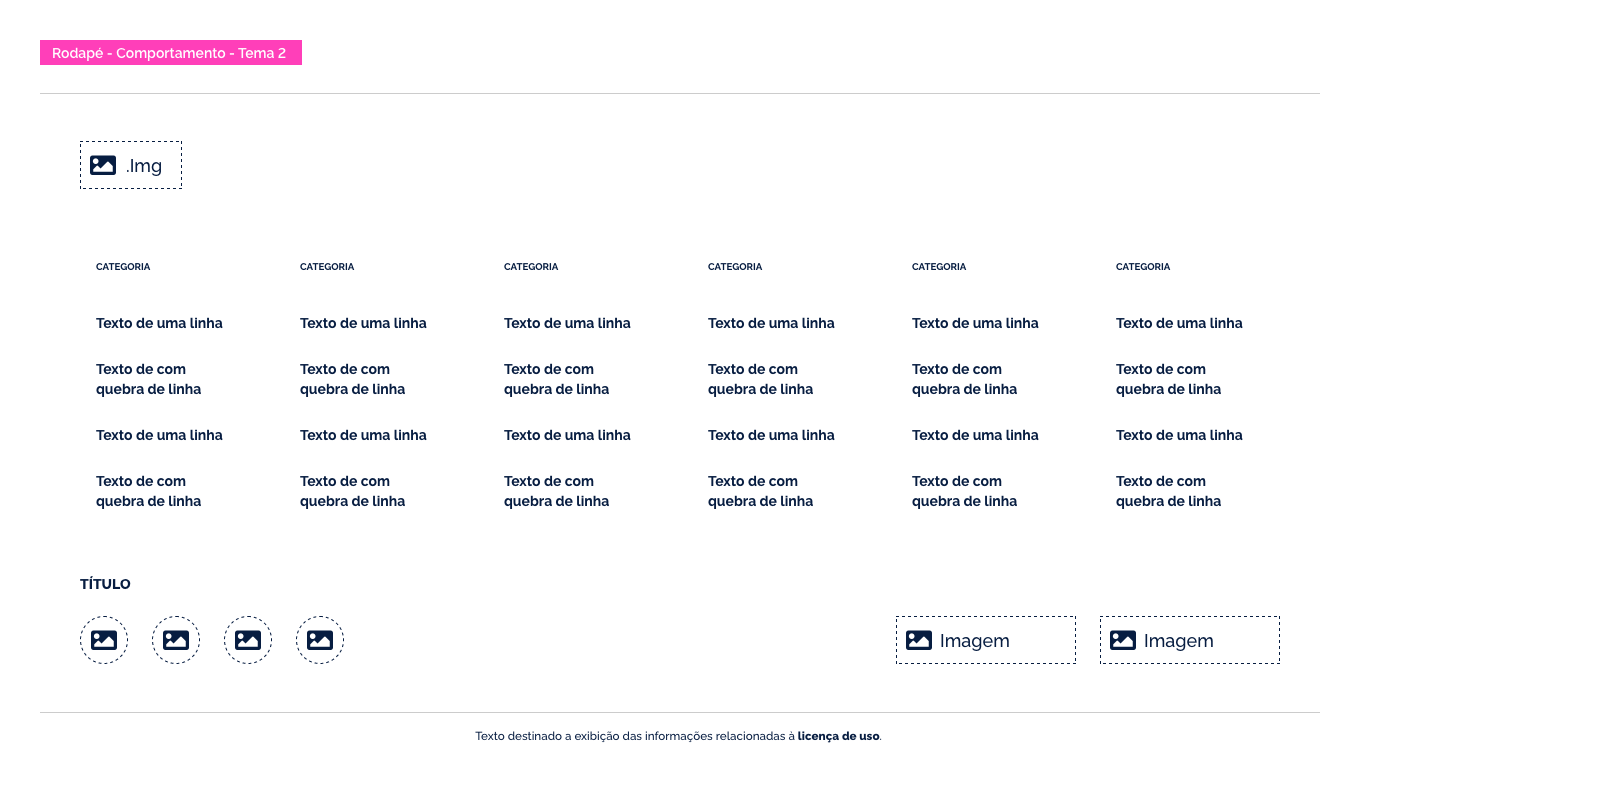 Rodapé - Comportamento - Tema 2
.Img
CATEGORIA CATEGORIA CATEGORIA CATEGORIA CATEGORIA CATEGORIA
Texto de uma linha Texto de uma linha Texto de uma linha Texto de uma linha Texto de uma linha Texto de uma linha
Texto de com Texto de com Texto de com Texto de com Texto de com Texto de com
quebra de linha quebra de linha quebra de linha quebra de linha quebra de linha quebra de linha
Texto de uma linha Texto de uma linha Texto de uma linha Texto de uma linha Texto de uma linha Texto de uma linha
Texto de com Texto de com Texto de com Texto de com Texto de com Texto de com
quebra de linha quebra de linha quebra de linha quebra de linha quebra de linha quebra de linha
TÍTULO
Imagem Imagem
Texto destinado a exibição das informações relacionadas à licença de uso.